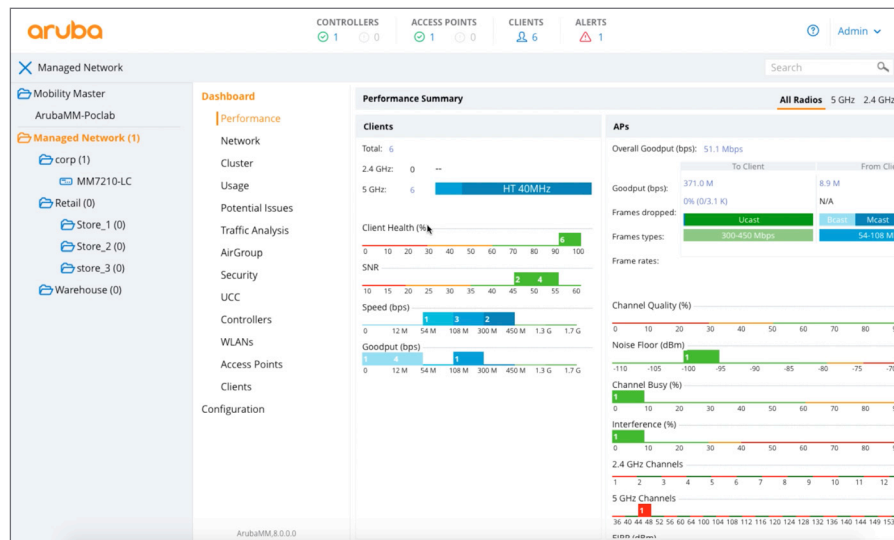 aruba
CONTROLLERS ACCESS POINTS CLIENTS ALERTS
1 0 1 0 6 1
Admin
Managed Network
Search
Mobility Master
ArubaMM-Poclab
Managed Network (1)
corp (1)
MM7210-LC
Retail (0)
Store_1 (0)
Store_2 (0)
store_3 (0)
Warehouse (0)
Dashboard
Performance
Network
Cluster
Usage
Potential Issues
Traffic Analysis
AirGroup
Security
UCC
Controllers
WLANs
Access Points
Clients
Configuration
ArubaMM,8.0.0.0
Performance Summary
All Radios 5 GHz 2.4 GHz
Clients
Total: 6
2.4 GHz: 0 --
5 GHz: 6 HT 40MHz
Client Health (%)
6
0 10 20 30 40 50 60 70 80 90 100
SNR
2 4
10 15 20 25 30 35 40 45 50 55 60
Speed (bps)
1 3 2
0 12 M 54 M 108 M 300 M 450 M 1.3 G 1.7 G
Goodput (bps)
1 4 1
0 12 M 54 M 108 M 300 M 450 M 1.3 G 1.7 G
APs
Overall Goodput (bps): 51.1 Mbps
To Client From Clie
Goodput (bps): 371.0 M 8.9 M
Frames dropped: 0% (0/3.1 K) N/A
Frames types: Ucast Bcast Mcast
Frame rates: 300-450 Mbps 54-108 M
Channel Quality (%)
0 10 20 30 40 50 60 70 80
Noise Floor (dBm)
1
-110 -105 -100 -95 -90 -85 -80 -75
Channel Busy (%)
1
0 10 20 30 40 50 60 70 80
Interference (%)
1
0 10 20 30 40 50 60 70 80
2.4 GHz Channels
1 2 3 4 5 6 7 8 9 10 11 12
5 GHz Channels
1
36 40 44 48 52 56 60 64 100 104 108 112 116 120 124 128 132 136 140 144 149 153
EIRP (dBm)